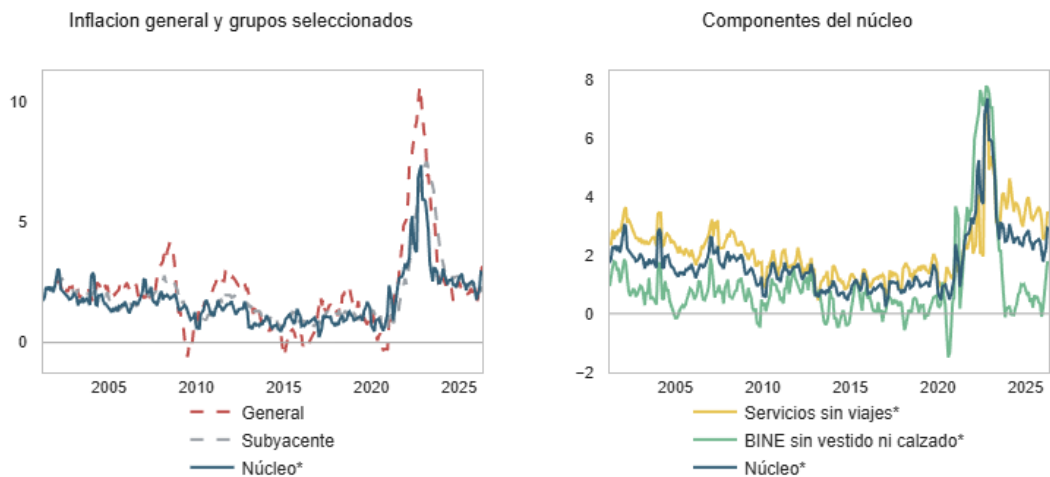 Inflacion general y grupos seleccionados
10
5
0
2005 2010 2015 2020 2025
General
Subyacente
Núcleo*
Componentes del núcleo
8
6
4
2
0
−2
2005 2010 2015 2020 2025
Servicios sin viajes*
BINE sin vestido ni calzado*
Núcleo*